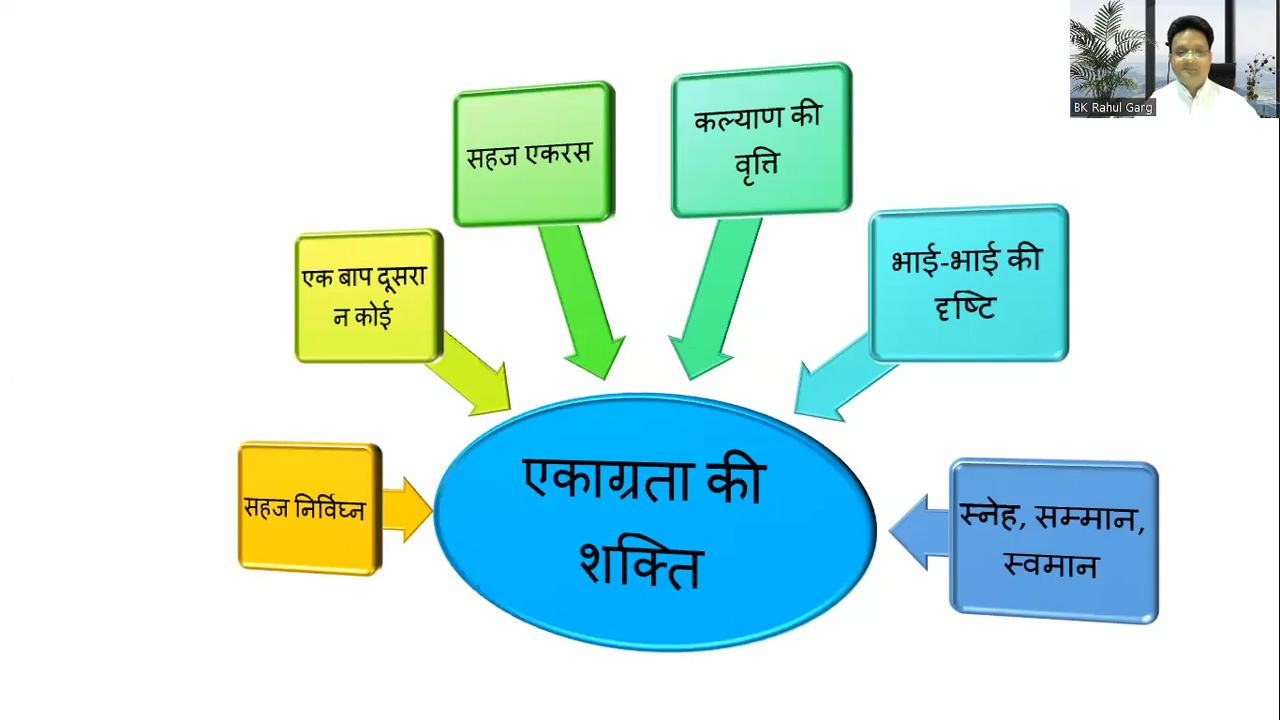 BK Rahul Garg
सहज एकरस
कल्याण की
वृत्ति
एक बाप दूसरा
न कोई
भाई-भाई की
दृष्टि
सहज निर्विघ्न
एकाग्रता की
शक्ति
स्नेह, सम्मान,
स्वमान